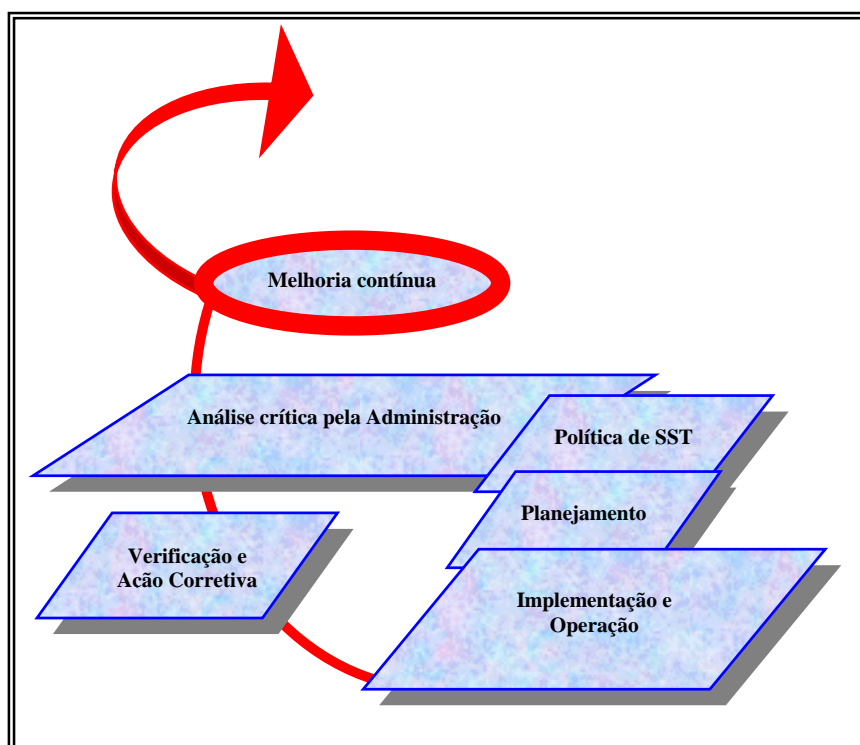 Melhoria contínua
Análise crítica pela Administração
Política de SST
Planejamento
Implementação e
Operação
Verificação e
Acão Corretiva